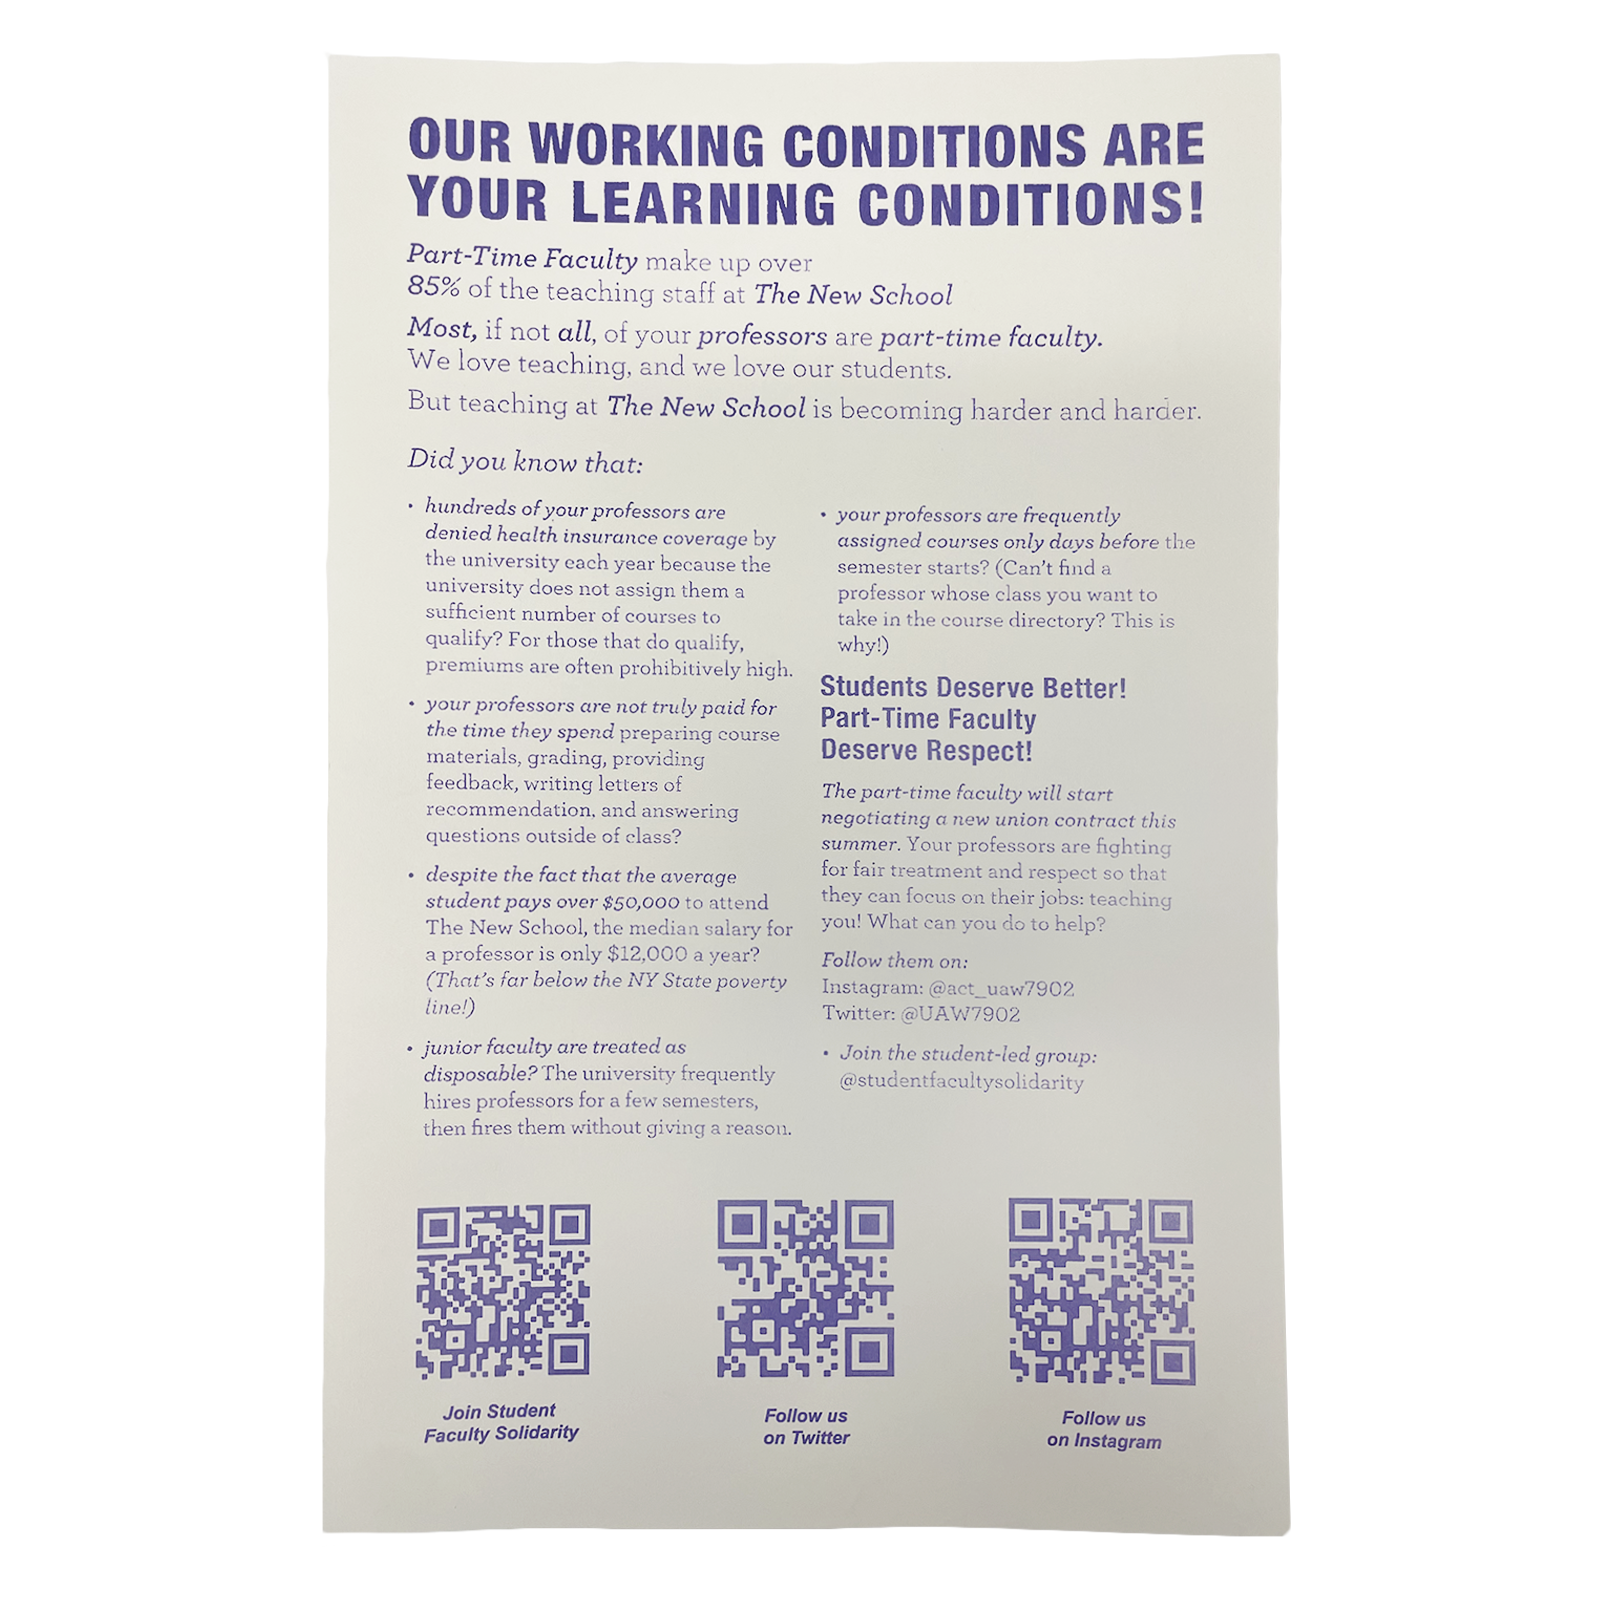 OUR WORKING CONDITIONS ARE
YOUR LEARNING CONDITIONS!
Part-Time Faculty make up over
85% of the teaching staff at The New School
Most, if not all, of your professors are part-time faculty.
We love teaching, and we love our students.
But teaching at The New School is becoming harder and harder.
Did you know that:
• hundreds of your professors are
denied health insurance coverage by
the university each year because the
university does not assign them a
sufficient number of courses to
qualify? For those that do qualify,
premiums are often prohibitively high.
• your professors are not truly paid for
the time they spend preparing course
materials, grading, providing
feedback, writing letters of
recommendation, and answering
questions outside of class?
• despite the fact that the average
student pays over $50,000 to attend
The New School, the median salary for
a professor is only $12,000 a year?
(That's far below the NY State poverty
line!)
• junior faculty are treated as
disposable? The university frequently
hires professors for a few semesters,
then fires them without giving a reason.
• your professors are frequently
assigned courses only days before the
semester starts? (Can't find a
professor whose class you want to
take in the course directory? This is
why!)
Students Deserve Better!
Part-Time Faculty
Deserve Respect!
The part-time faculty will start
negotiating a new union contract this
summer. Your professors are fighting
for fair treatment and respect so that
they can focus on their jobs: teaching
you! What can you do to help?
Follow them on:
Instagram: @act_uaw7902
Twitter: @UAW7902
• Join the student-led group:
@studentfacultysolidarity
Join Student
Faculty Solidarity
Follow us
on Twitter
Follow us
on Instagram